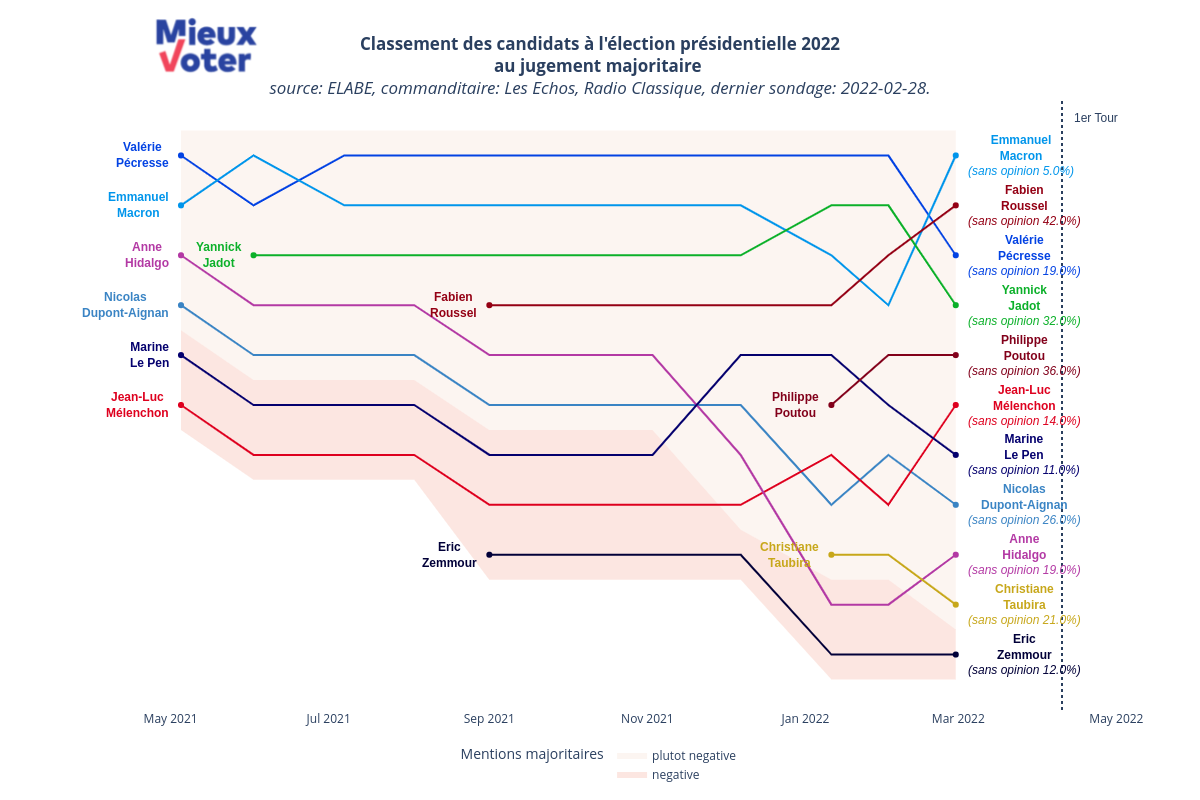 Mieux
Voter
Classement des candidats à l'élection présidentielle 2022
au jugement majoritaire
source: ELABE, commanditaire: Les Echos, Radio Classique, dernier sondage: 2022-02-28.
1er Tour
Valérie
Pécresse
Emmanuel
Macron
Anne
Hidalgo
Yannick
Jadot
Nicolas
Dupont-Aignan
Fabien
Roussel
Marine
Le Pen
Jean-Luc
Mélenchon
Philippe
Poutou
Eric
Zemmour
Christiane
Taubira
Emmanuel
Macron
(sans opinion 5.0%)
Fabien
Roussel
(sans opinion 42.0%)
Valérie
Pécresse
(sans opinion 19.0%)
Yannick
Jadot
(sans opinion 32.0%)
Philippe
Poutou
(sans opinion 36.0%)
Jean-Luc
Mélenchon
(sans opinion 14.0%)
Marine
Le Pen
(sans opinion 11.0%)
Nicolas
Dupont-Aignan
(sans opinion 26.0%)
Anne
Hidalgo
(sans opinion 19.0%)
Christiane
Taubira
(sans opinion 21.0%)
Eric
Zemmour
(sans opinion 12.0%)
May 2021 Jul 2021 Sep 2021 Nov 2021 Jan 2022 Mar 2022 May 2022
Mentions majoritaires
plutot negative
negative